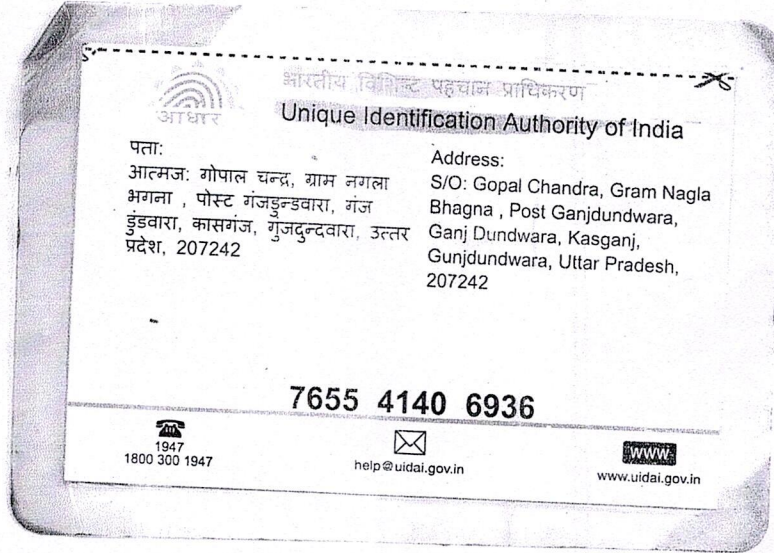 भारतीय विशिष्ट पहचान प्राधिकरण
आधार
Unique Identification Authority of India
पता:
आत्मज: गोपाल चन्द्र, ग्राम नगला
भगना , पोस्ट गंजडुन्डवारा, गंज
डुंडवारा, कासगंज, गुंजदुन्दवारा, उत्तर
प्रदेश, 207242
Address:
S/O: Gopal Chandra, Gram Nagla
Bhagna , Post Ganjdundwara,
Ganj Dundwara, Kasganj,
Gunjdundwara, Uttar Pradesh,
207242
7655 4140 6936
1947
1800 300 1947
help@uidai.gov.in
www
www.uidai.gov.in